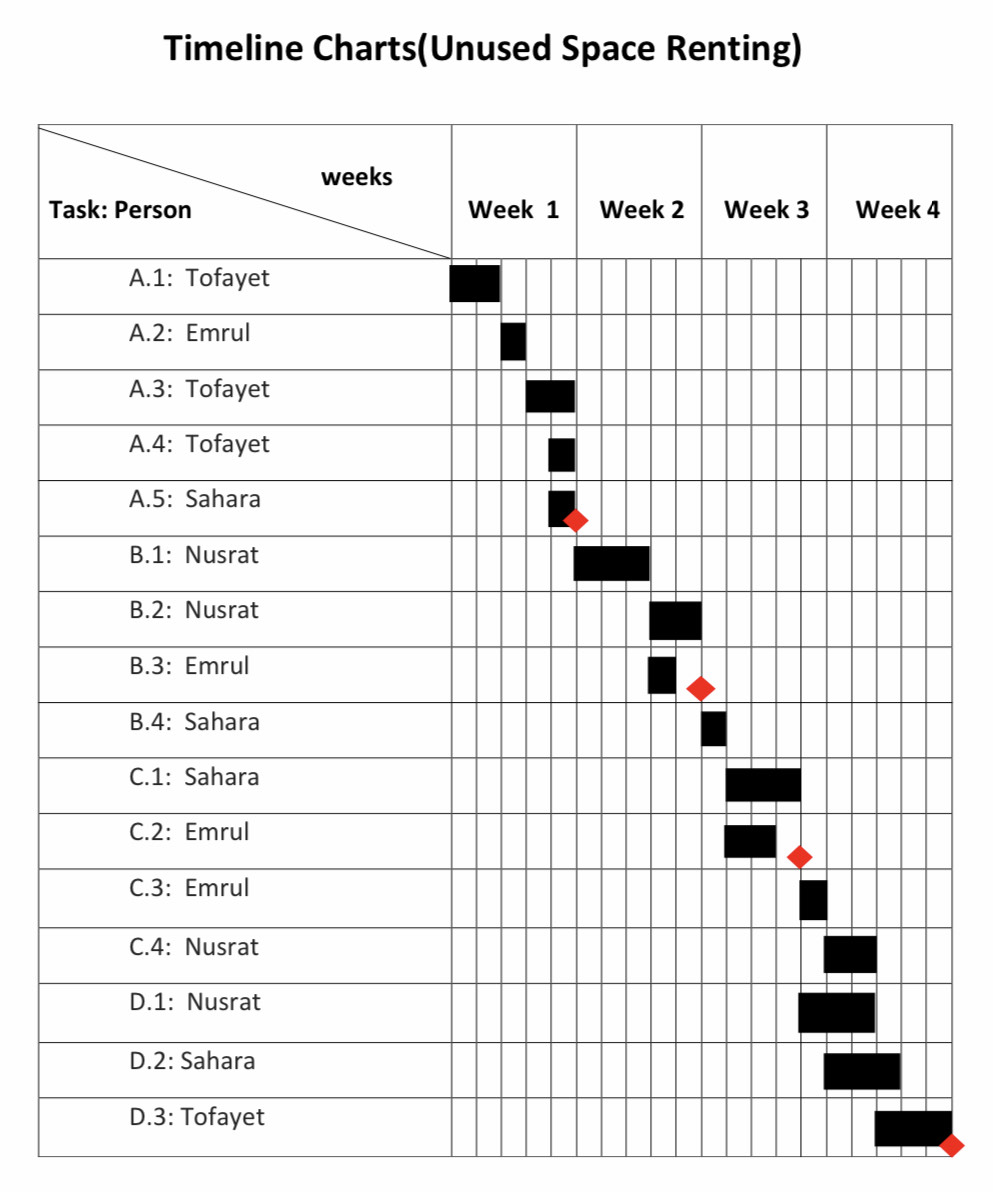 Timeline Charts(Unused Space Renting)
weeks
Task: Person
Week 1 Week 2 Week 3 Week 4
A.1: Tofayet
A.2: Emrul
A.3: Tofayet
A.4: Tofayet
A.5: Sahara
B.1: Nusrat
B.2: Nusrat
B.3: Emrul
B.4: Sahara
C.1: Sahara
C.2: Emrul
C.3: Emrul
C.4: Nusrat
D.1: Nusrat
D.2: Sahara
D.3: Tofayet